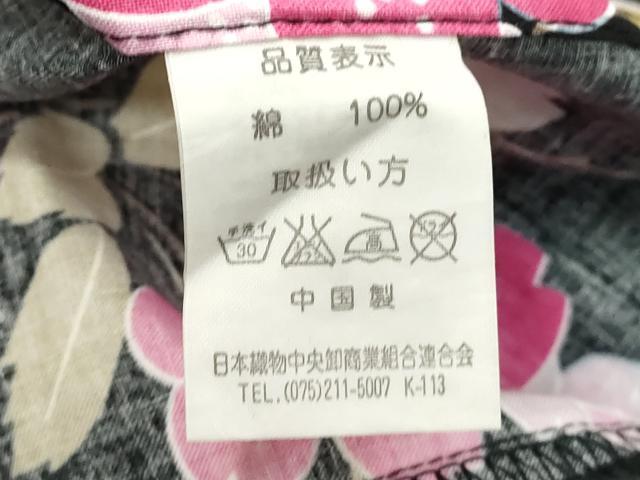 品質表示
綿 100%
取扱い方
手洗イ 30 高
中国製
日本織物中央卸商業組合連合会
TEL.(075)211-5007 K-113